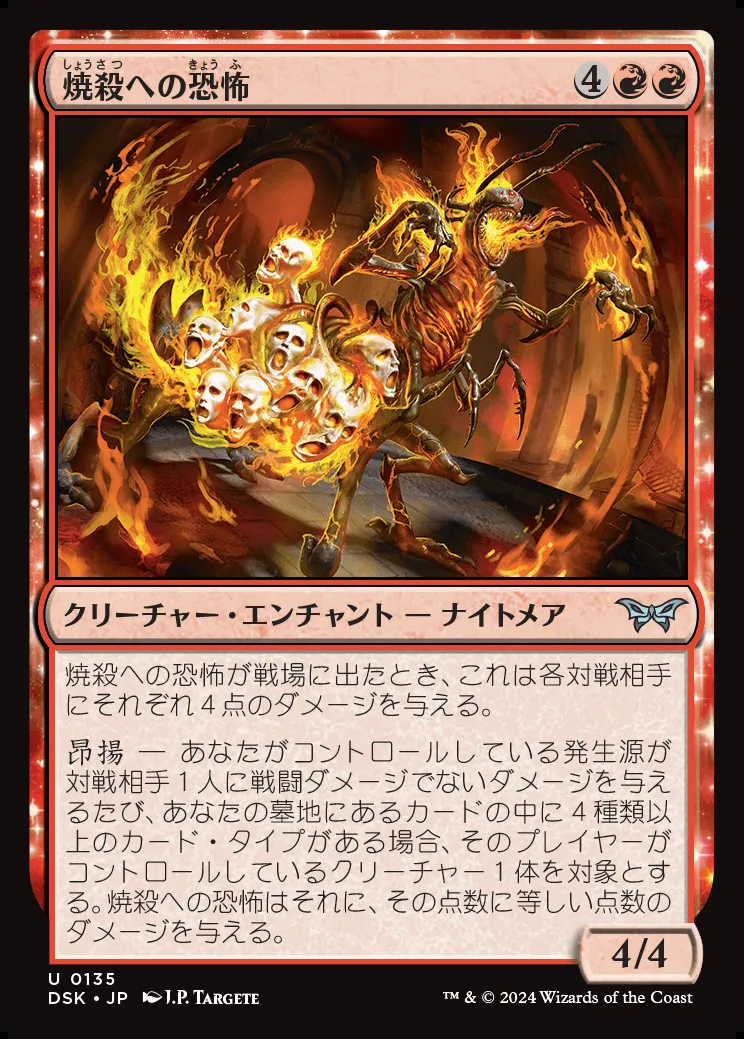 しょうさつ きょうふ
焼殺への恐怖 4
クリーチャー・エンチャント — ナイトメア
焼殺への恐怖が戦場に出たとき、これは各対戦相手
にそれぞれ4点のダメージを与える。
昂揚 — あなたがコントロールしている発生源が
対戦相手1人に戦闘ダメージでないダメージを与え
るたび、あなたの墓地にあるカードの中に4種類以
上のカード・タイプがある場合、そのプレイヤーが
コントロールしているクリーチャー1体を対象とす
る。焼殺への恐怖はそれに、その点数に等しい点数の
ダメージを与える。
4/4
U 0135
DSK • JP J.P. Targete
™ & © 2024 Wizards of the Coast